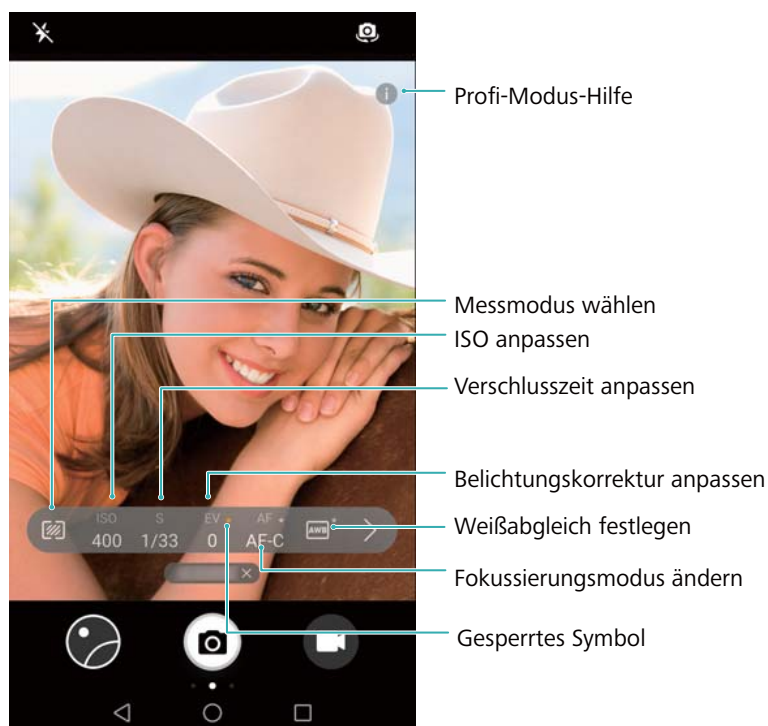 Profi-Modus-Hilfe
Messmodus wählen
ISO anpassen
Verschlusszeit anpassen
Belichtungskorrektur anpassen
ISO S EV AF
400 1/33 0 AF-C AWB
Weißabgleich festlegen
Fokussierungsmodus ändern
Gesperrtes Symbol